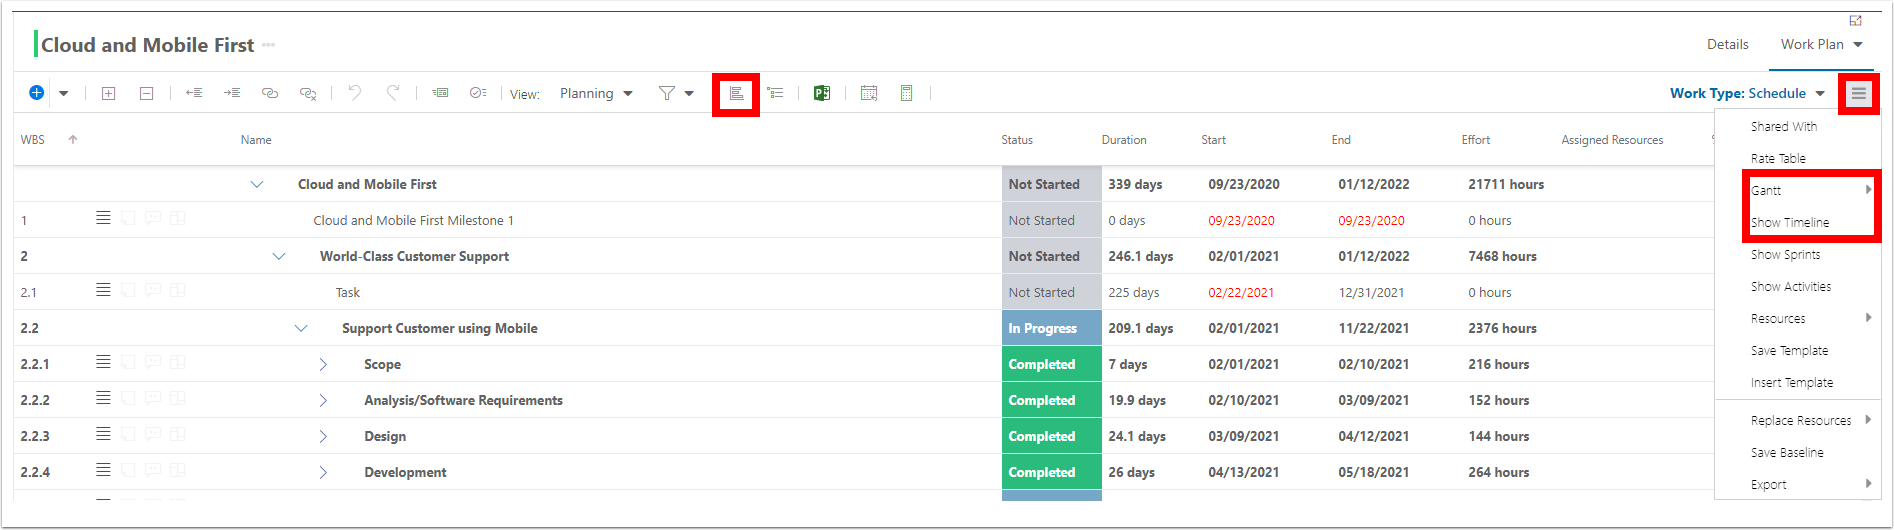 Cloud and Mobile First
Details Work Plan
View: Planning Work Type: Schedule
WBS Name Status Duration Start End Effort Assigned Resources
Cloud and Mobile First Not Started 339 days 09/23/2020 01/12/2022 21711 hours
1 Cloud and Mobile First Milestone 1 Not Started 0 days 09/23/2020 09/23/2020 0 hours
2 World-Class Customer Support Not Started 246.1 days 02/01/2021 01/12/2022 7468 hours
2.1 Task Not Started 225 days 02/22/2021 12/31/2021 0 hours
2.2 Support Customer using Mobile In Progress 209.1 days 02/01/2021 11/22/2021 2376 hours
2.2.1 Scope Completed 7 days 02/01/2021 02/10/2021 216 hours
2.2.2 Analysis/Software Requirements Completed 19.9 days 02/10/2021 03/09/2021 152 hours
2.2.3 Design Completed 24.1 days 03/09/2021 04/12/2021 144 hours
2.2.4 Development Completed 26 days 04/13/2021 05/18/2021 264 hours
Shared With
Rate Table
Gantt
Show Timeline
Show Sprints
Show Activities
Resources
Save Template
Insert Template
Replace Resources
Save Baseline
Export